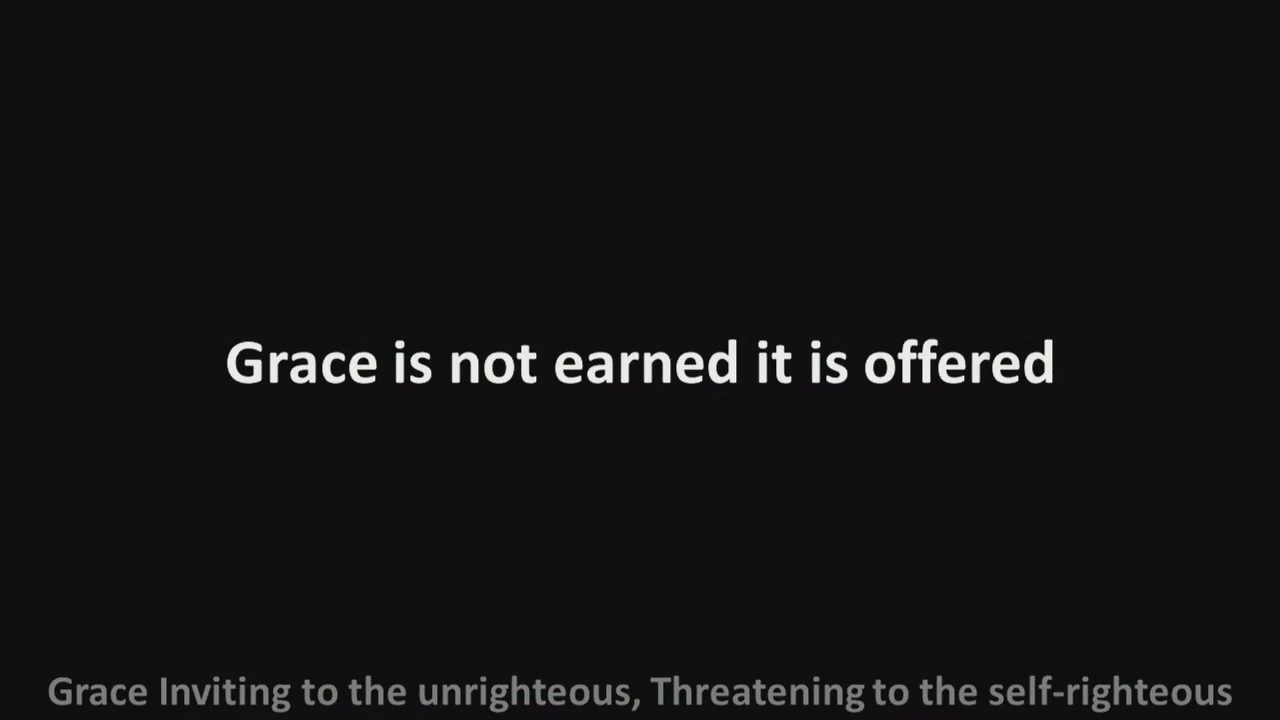 Grace is not earned it is offered
Grace Inviting to the unrighteous, Threatening to the self-righteous